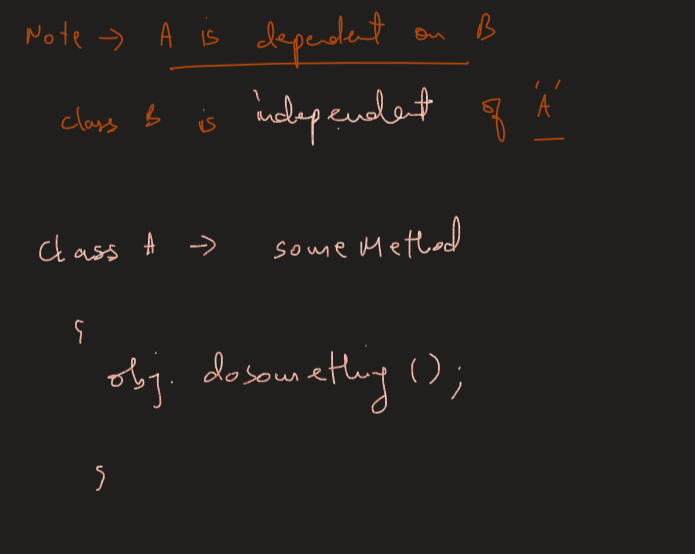 Note → A is dependent on B
class B is independent of 'A'
class A → someMethod
{
obj. dosomething ();
}